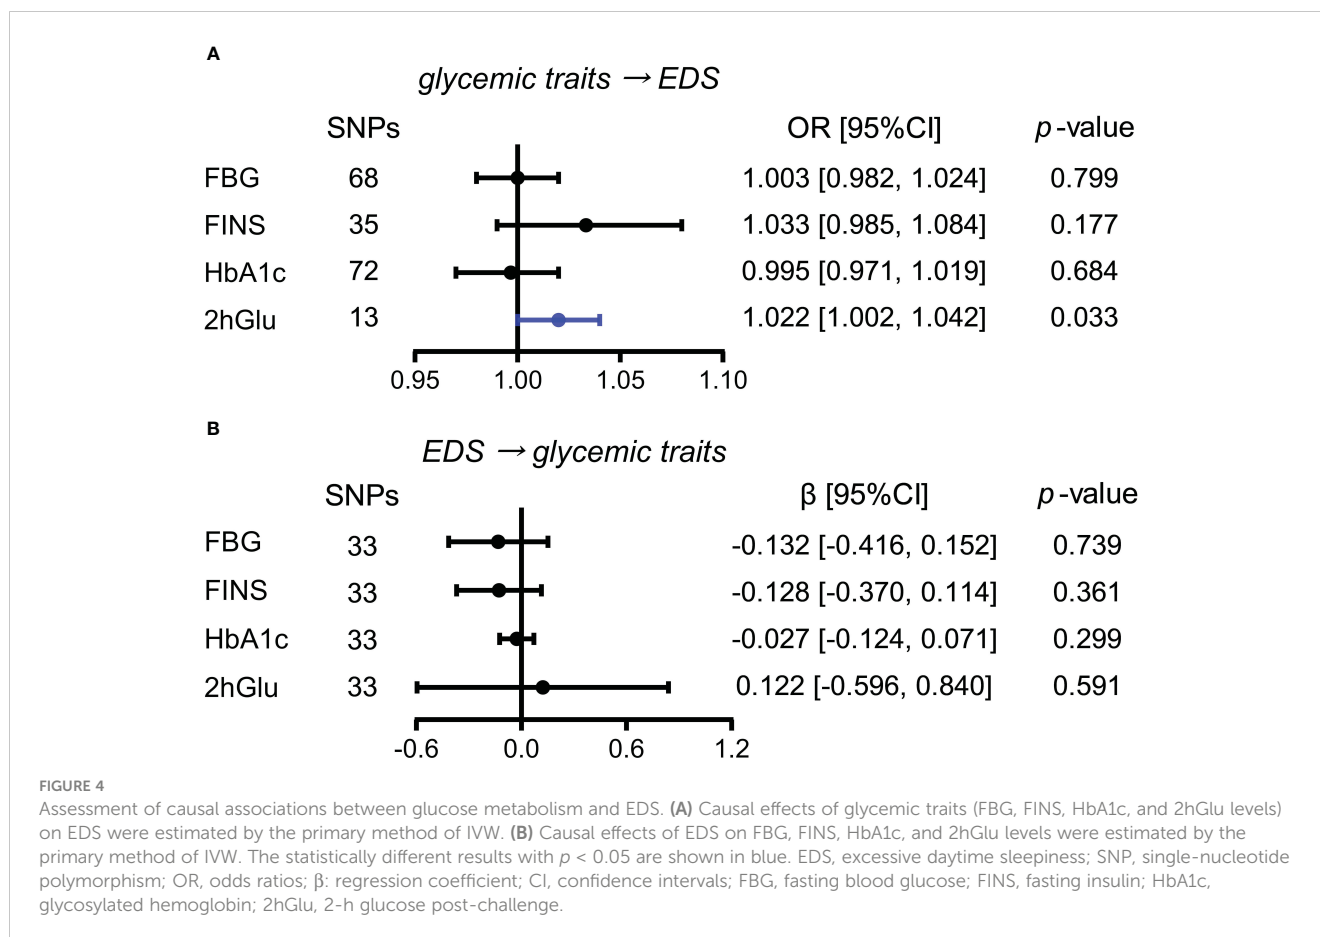 A
glycemic traits → EDS
SNPs OR [95%CI] p-value
FBG 68 1.003 [0.982, 1.024] 0.799
FINS 35 1.033 [0.985, 1.084] 0.177
HbA1c 72 0.995 [0.971, 1.019] 0.684
2hGlu 13 1.022 [1.002, 1.042] 0.033
0.95 1.00 1.05 1.10
B
EDS → glycemic traits
SNPs β [95%CI] p-value
FBG 33 -0.132 [-0.416, 0.152] 0.739
FINS 33 -0.128 [-0.370, 0.114] 0.361
HbA1c 33 -0.027 [-0.124, 0.071] 0.299
2hGlu 33 0.122 [-0.596, 0.840] 0.591
-0.6 0.0 0.6 1.2
FIGURE 4
Assessment of causal associations between glucose metabolism and EDS. (A) Causal effects of glycemic traits (FBG, FINS, HbA1c, and 2hGlu levels)
on EDS were estimated by the primary method of IVW. (B) Causal effects of EDS on FBG, FINS, HbA1c, and 2hGlu levels were estimated by the
primary method of IVW. The statistically different results with p < 0.05 are shown in blue. EDS, excessive daytime sleepiness; SNP, single-nucleotide
polymorphism; OR, odds ratios; β: regression coefficient; CI, confidence intervals; FBG, fasting blood glucose; FINS, fasting insulin; HbA1c,
glycosylated hemoglobin; 2hGlu, 2-h glucose post-challenge.